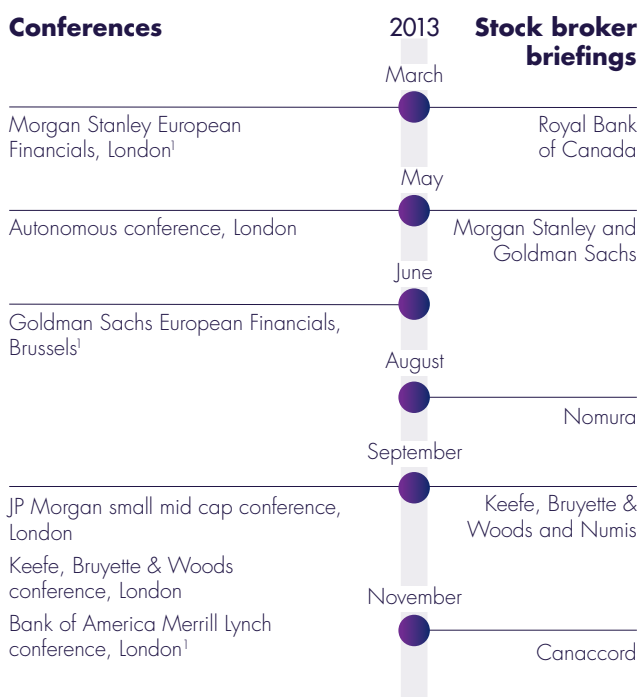 Conferences
2013
Stock broker
briefings
March
Morgan Stanley European
Financials, London¹
Royal Bank
of Canada
May
Autonomous conference, London
Morgan Stanley and
Goldman Sachs
June
Goldman Sachs European Financials,
Brussels¹
August
Nomura
September
JP Morgan small mid cap conference,
London
Keefe, Bruyette & Woods
conference, London
Bank of America Merrill Lynch
conference, London¹
Keefe, Bruyette &
Woods and Numis
November
Canaccord